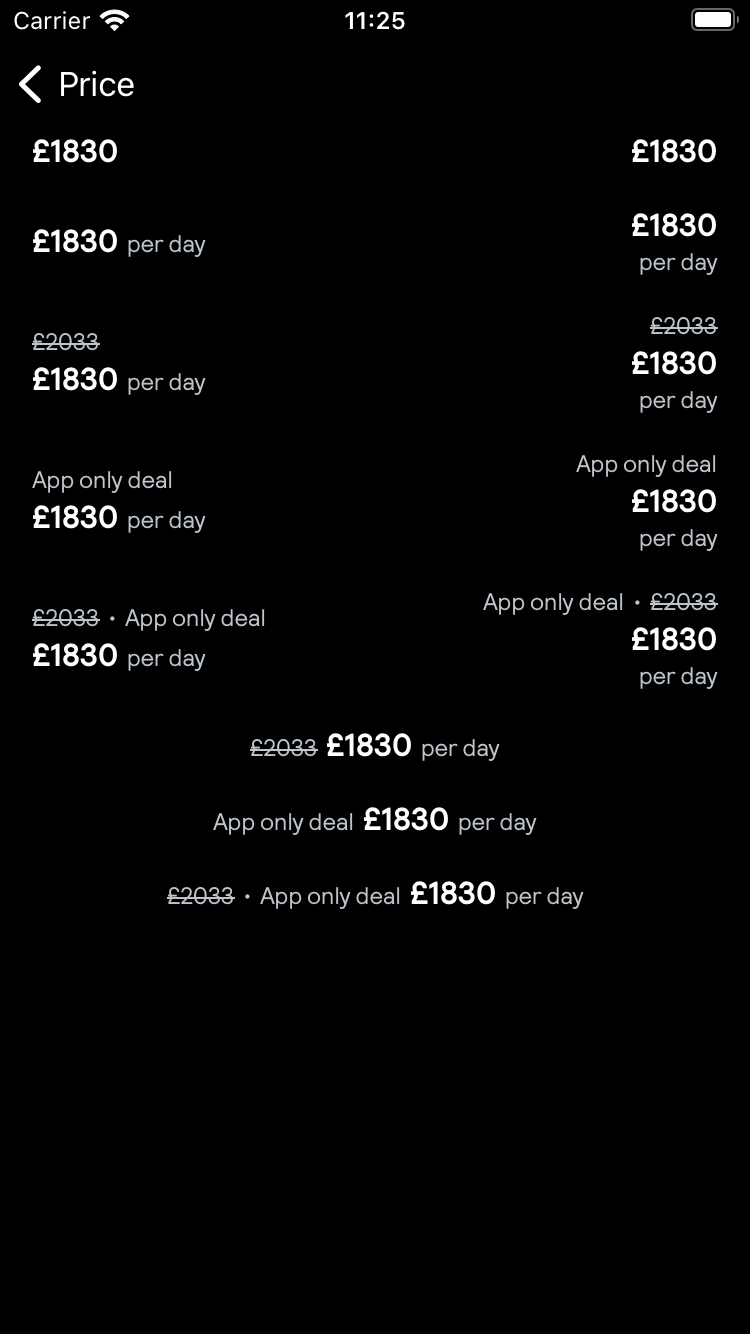 Carrier 11:25
Price
£1830 £1830
£1830 per day £1830
per day
£2033 £2033
£1830 per day £1830
per day
App only deal App only deal
£1830 per day £1830
per day
£2033 • App only deal App only deal • £2033
£1830 per day £1830
per day
£2033 £1830 per day
App only deal £1830 per day
£2033 • App only deal £1830 per day